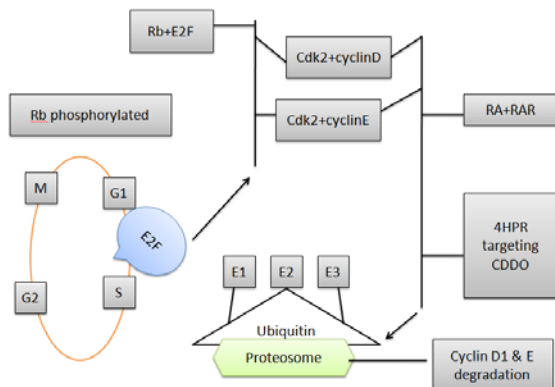 Rb+E2F
Cdk2+cyclinD
Cdk2+cyclinE
Rb phosphorylated
RA+RAR
M
G1
E2F
G2
S
4HPR
targeting
CDDO
E1
E2
E3
Ubiquitin
Proteosome
Cyclin D1 & E
degradation